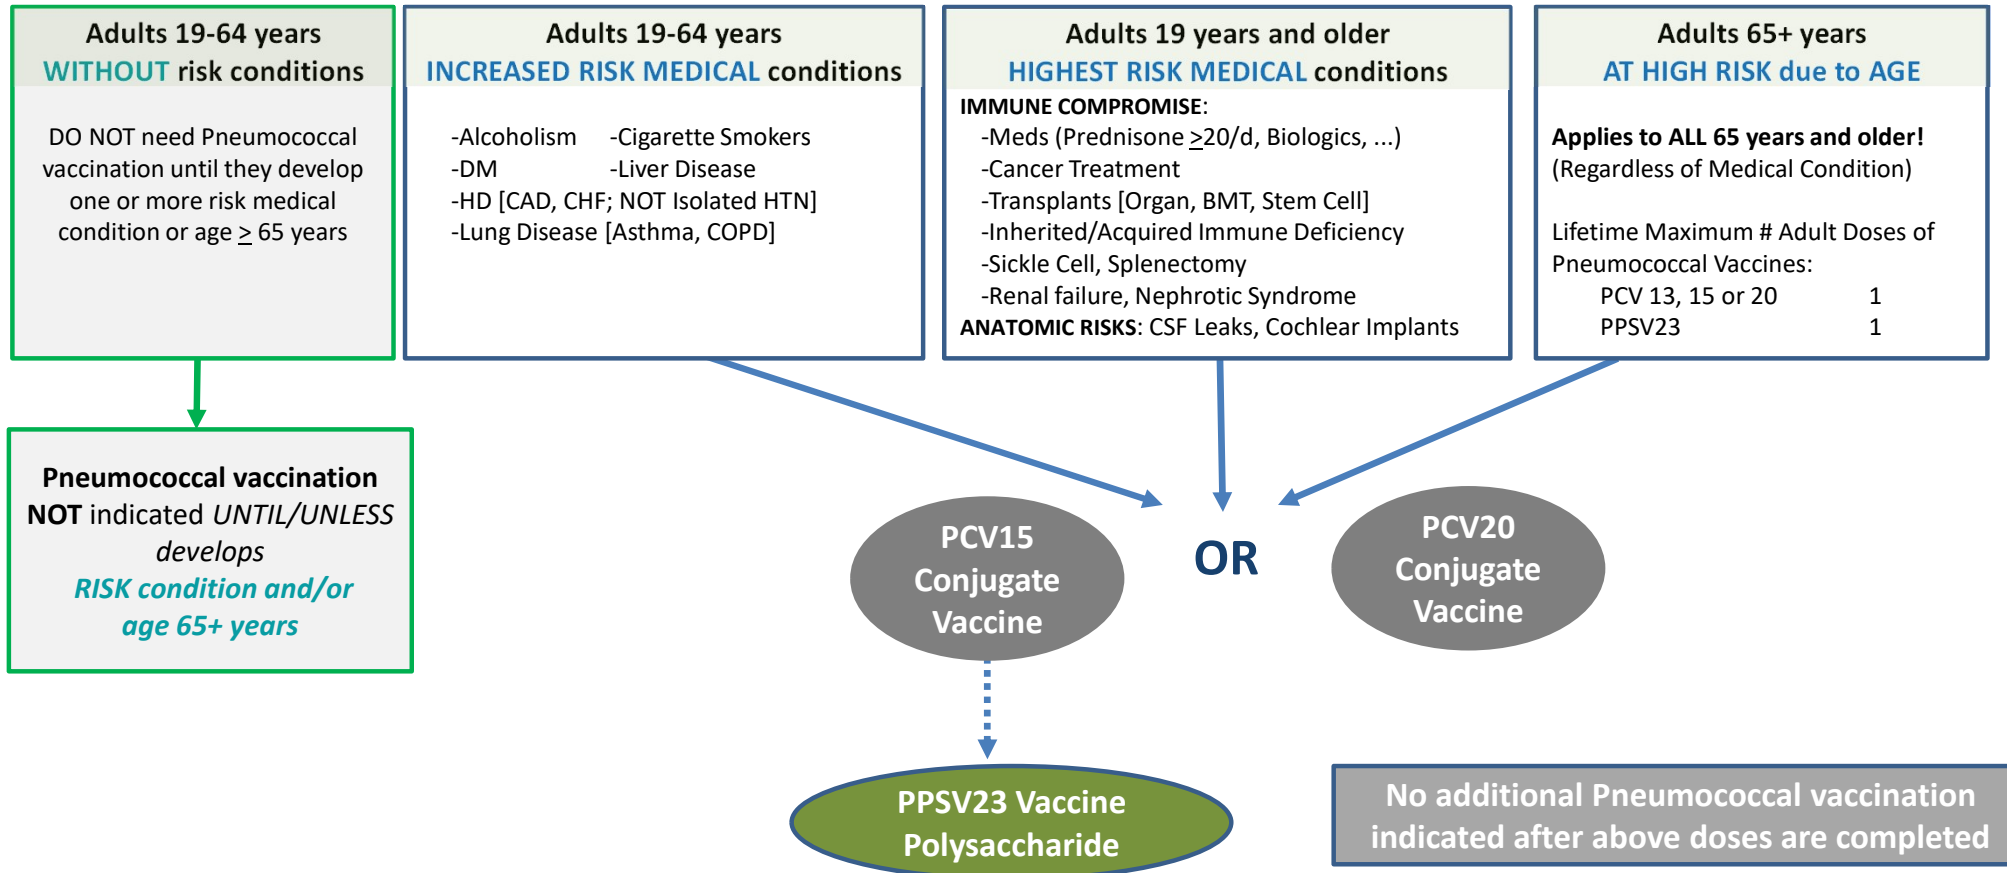 Adults 19-64 years
WITHOUT risk conditions
DO NOT need Pneumococcal
vaccination until they develop
one or more risk medical
condition or age ≥ 65 years
Adults 19-64 years
INCREASED RISK MEDICAL conditions
-Alcoholism -Cigarette Smokers
-DM -Liver Disease
-HD [CAD, CHF; NOT Isolated HTN]
-Lung Disease [Asthma, COPD]
Adults 19 years and older
HIGHEST RISK MEDICAL conditions
IMMUNE COMPROMISE:
-Meds (Prednisone ≥20/d, Biologics, ...)
-Cancer Treatment
-Transplants [Organ, BMT, Stem Cell]
-Inherited/Acquired Immune Deficiency
-Sickle Cell, Splenectomy
-Renal failure, Nephrotic Syndrome
ANATOMIC RISKS: CSF Leaks, Cochlear Implants
Adults 65+ years
AT HIGH RISK due to AGE
Applies to ALL 65 years and older!
(Regardless of Medical Condition)
Lifetime Maximum # Adult Doses of
Pneumococcal Vaccines:
PCV 13, 15 or 20 1
PPSV23 1
Pneumococcal vaccination
NOT indicated UNTIL/UNLESS
develops
RISK condition and/or
age 65+ years
PCV15
Conjugate
Vaccine
OR
PCV20
Conjugate
Vaccine
PPSV23 Vaccine
Polysaccharide
No additional Pneumococcal vaccination
indicated after above doses are completed